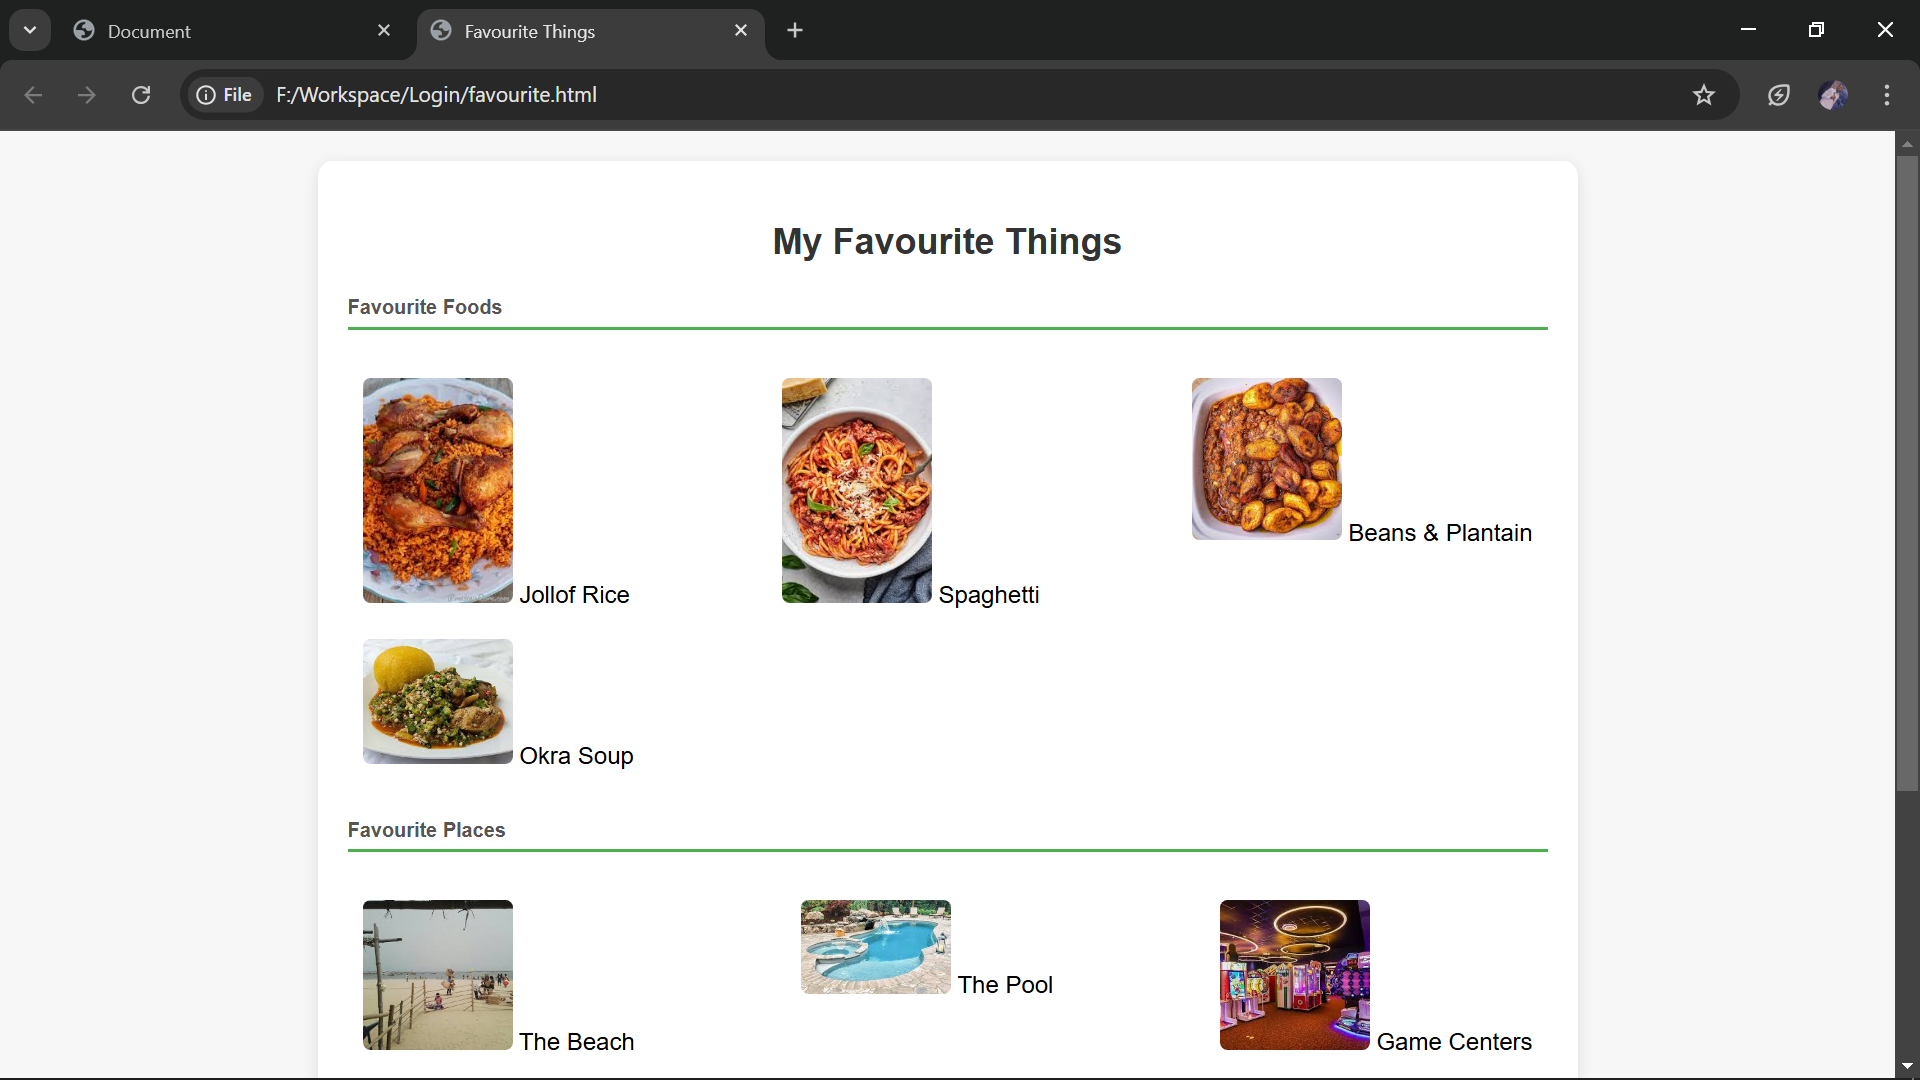 Document
Favourite Things
File
F:/Workspace/Login/favourite.html
My Favourite Things
Favourite Foods
Jollof Rice
Spaghetti
Beans & Plantain
Okra Soup
Favourite Places
The Beach
The Pool
Game Centers